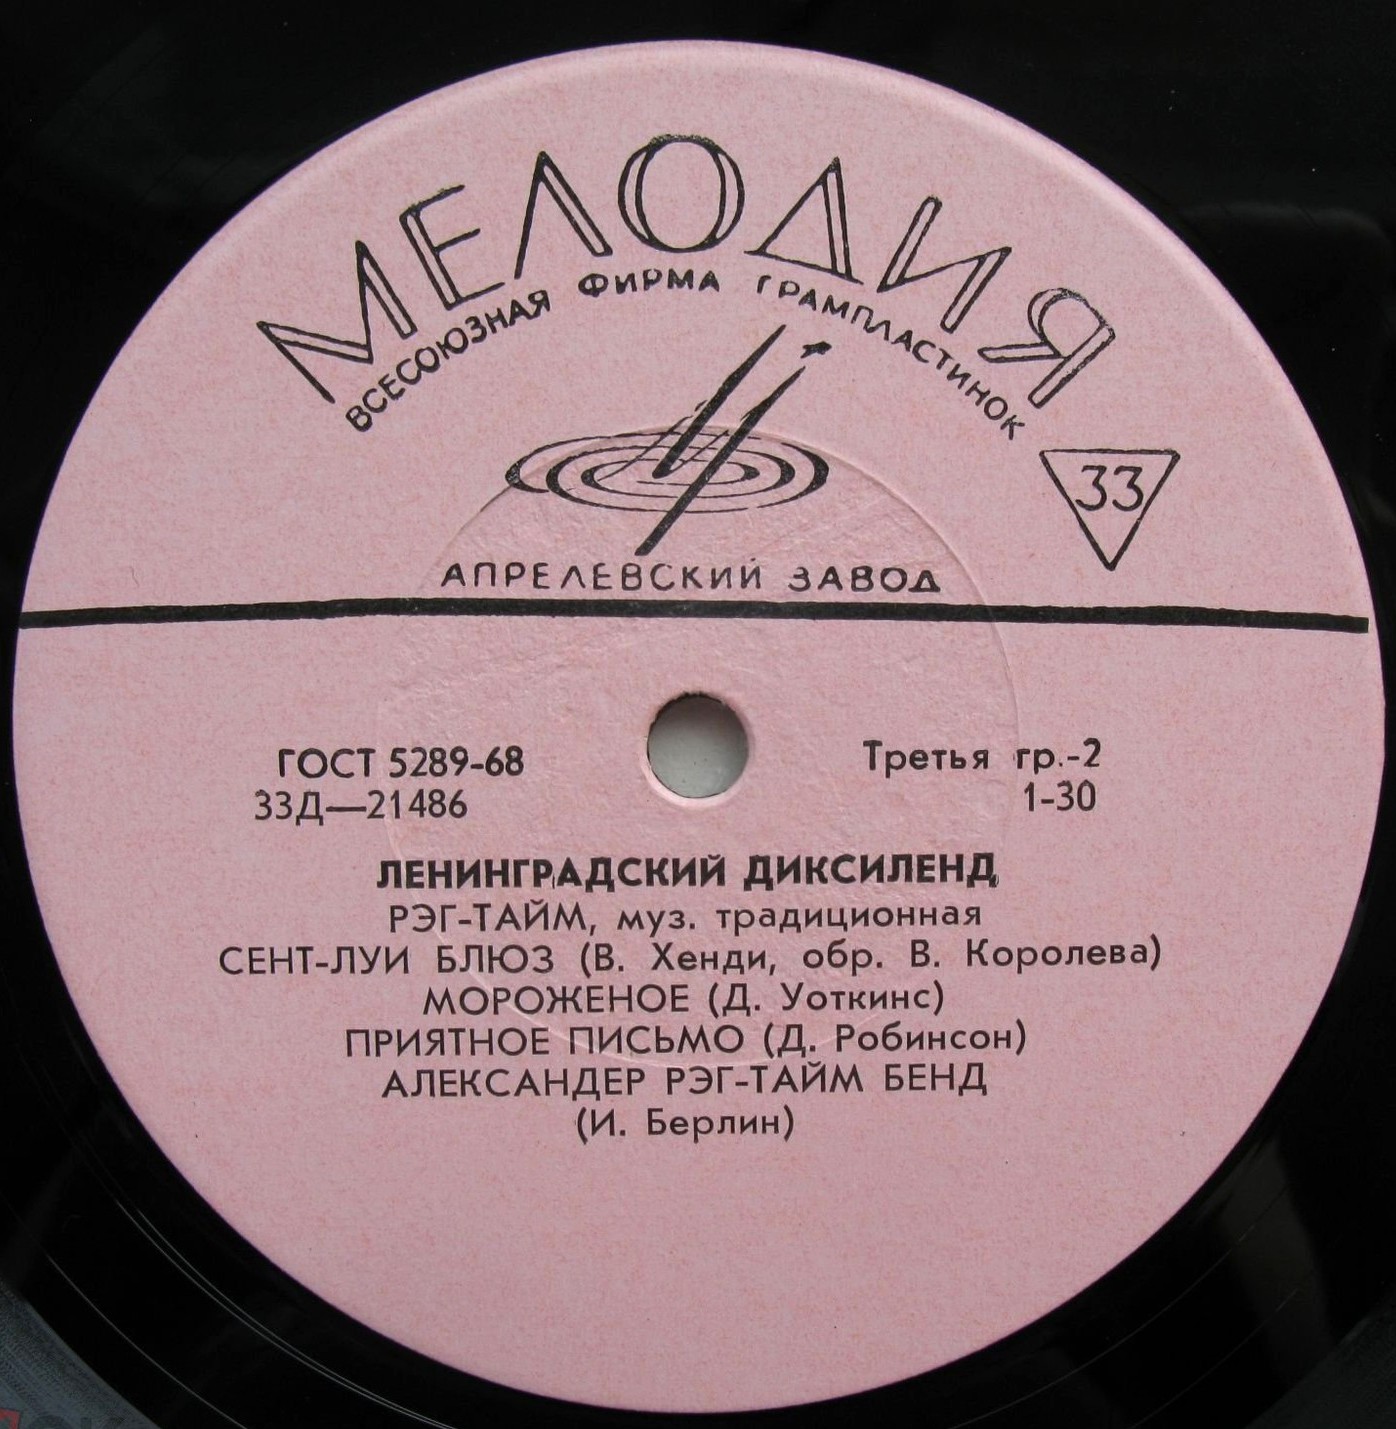 МЕЛОДИЯ
ВСЕСОЮЗНАЯ ФИРМА ГРАМПЛАСТИНОК
33
АПРЕЛЕВСКИЙ ЗАВОД
ГОСТ 5289-68 Третья гр.-2
33Д—21486 1-30
ЛЕНИНГРАДСКИЙ ДИКСИЛЕНД
РЭГ-ТАЙМ, муз. традиционная
СЕНТ-ЛУИ БЛЮЗ (В. Хенди, обр. В. Королева)
МОРОЖЕНОЕ (Д. Уоткинс)
ПРИЯТНОЕ ПИСЬМО (Д. Робинсон)
АЛЕКСАНДЕР РЭГ-ТАЙМ БЕНД
(И. Берлин)